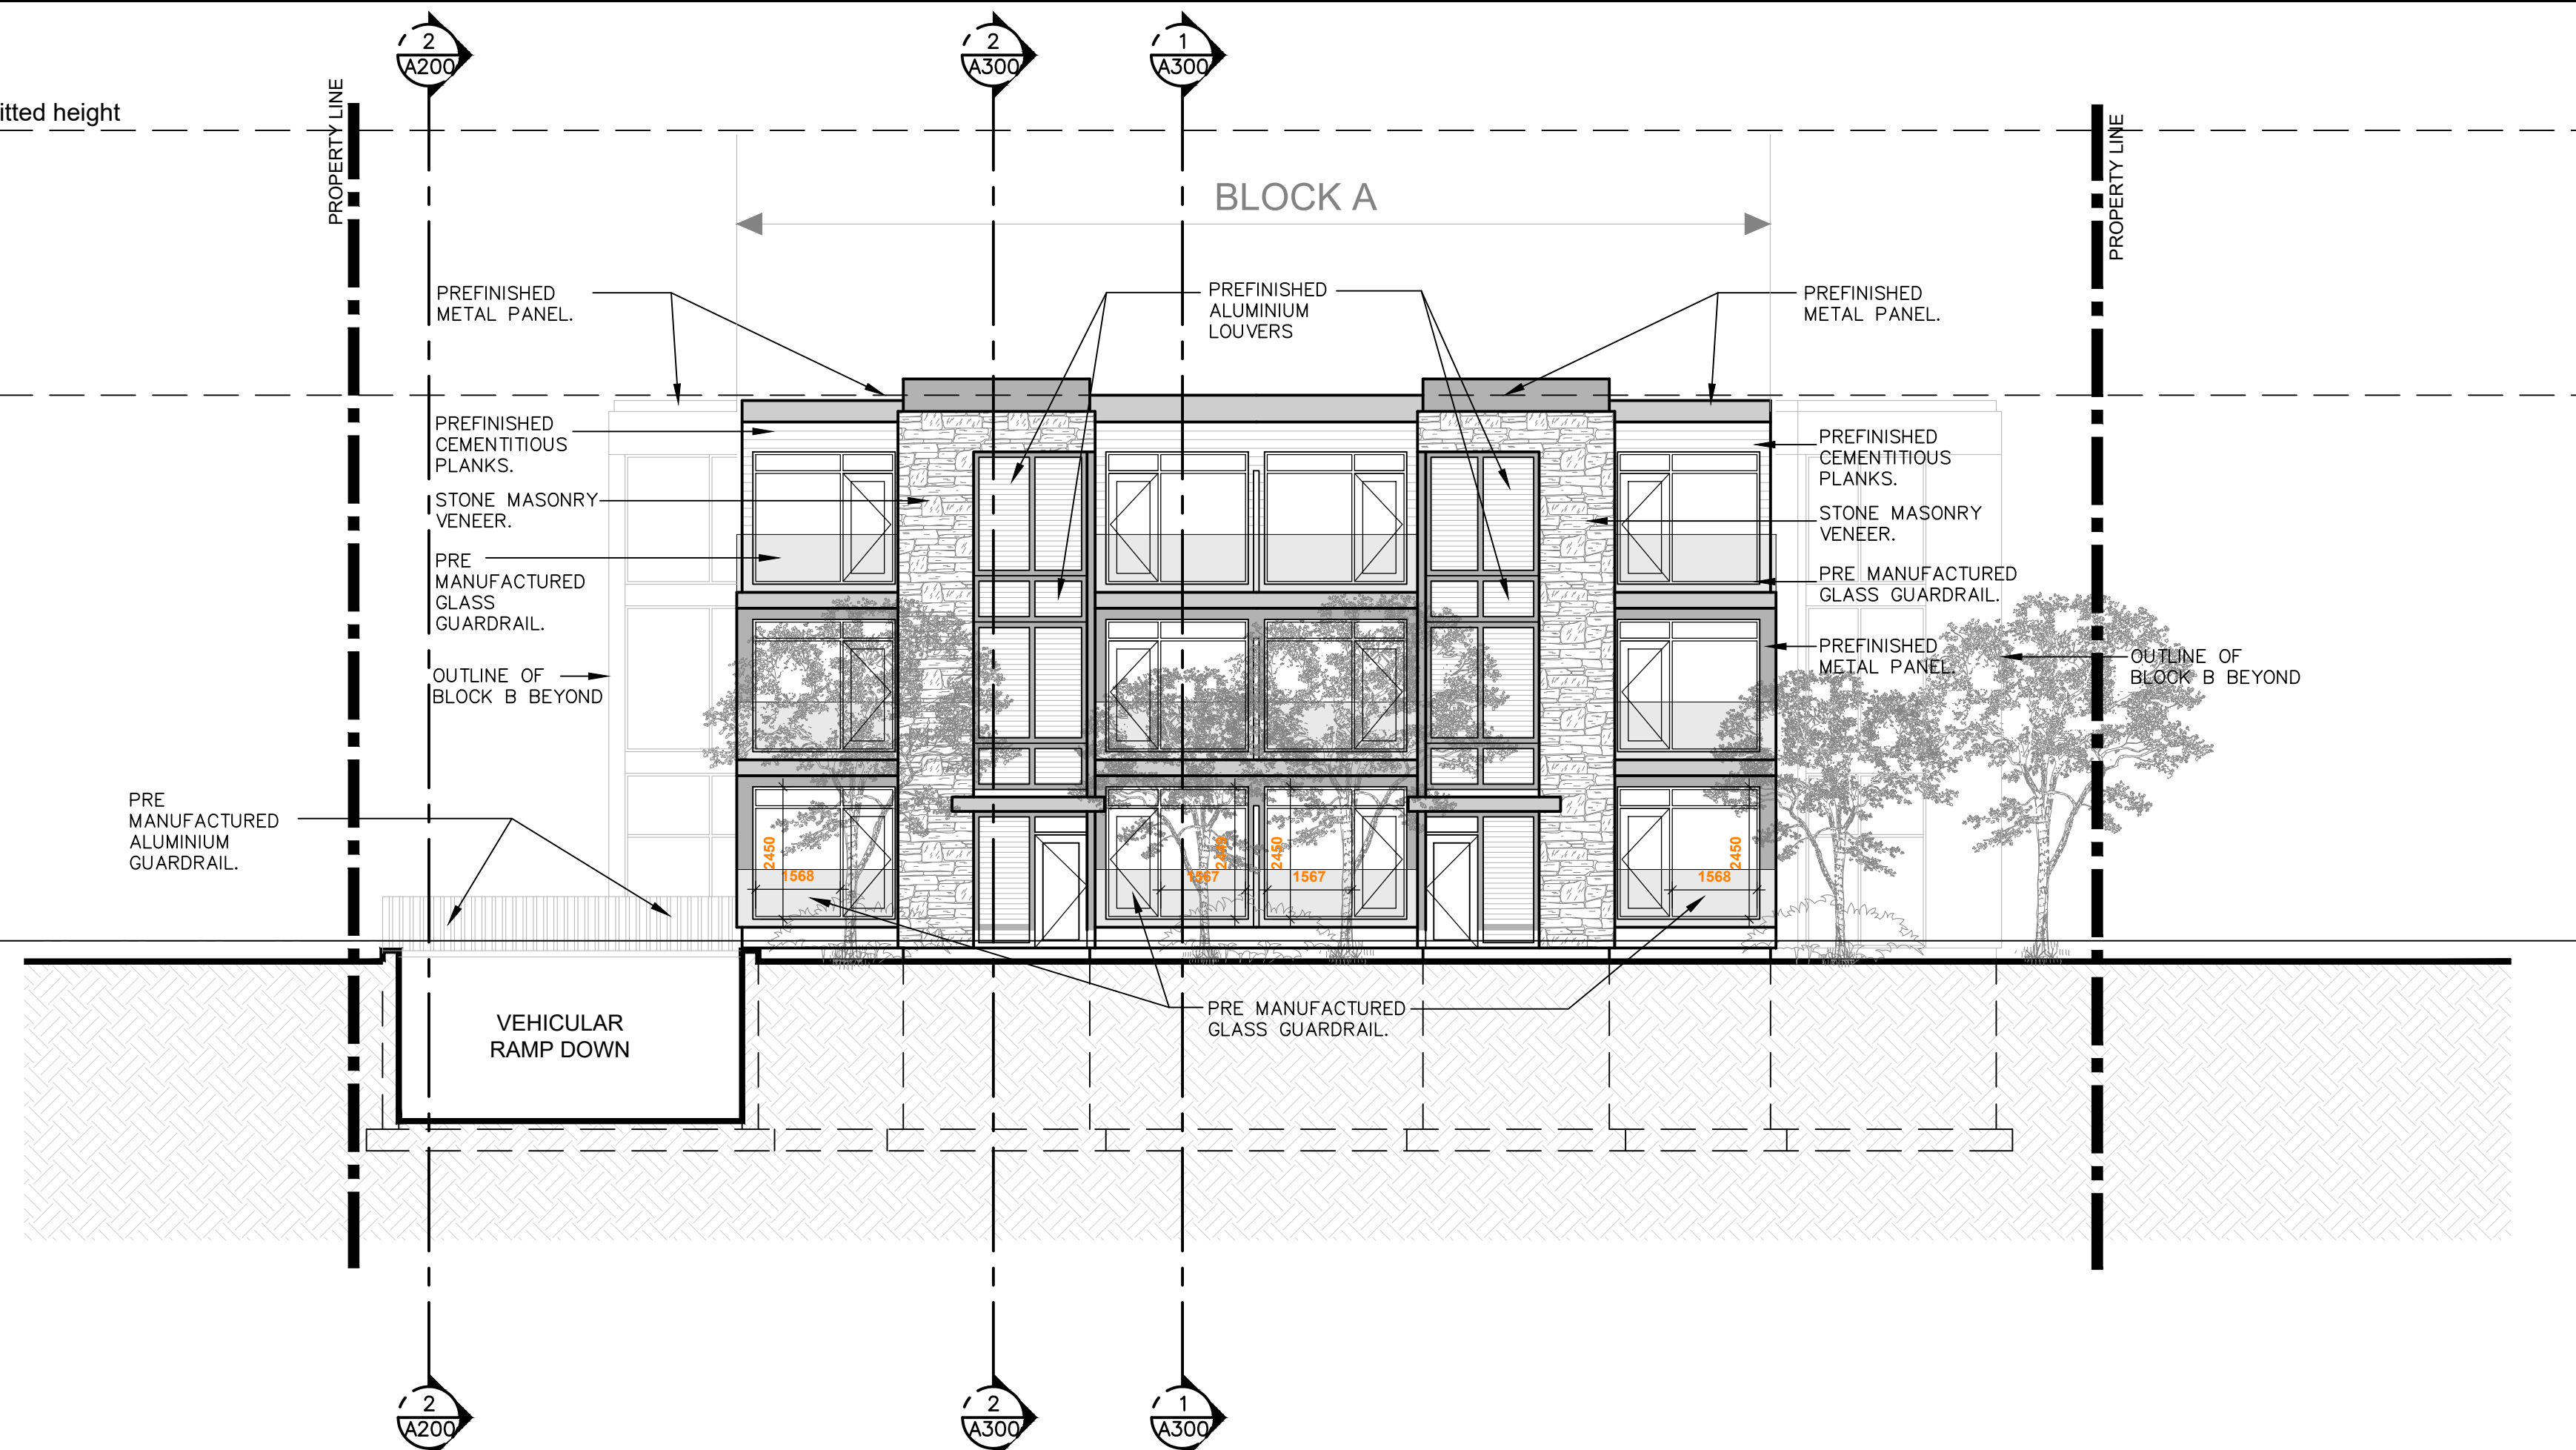 2
A200
2
A300
1
A300
itted height
PROPERTY LINE
PROPERTY LINE
BLOCK A
PREFINISHED
METAL PANEL.
PREFINISHED
ALUMINIUM
LOUVERS
PREFINISHED
METAL PANEL.
PREFINISHED
CEMENTITIOUS
PLANKS.
STONE MASONRY
VENEER.
PRE
MANUFACTURED
GLASS
GUARDRAIL.
OUTLINE OF
BLOCK B BEYOND
PREFINISHED
CEMENTITIOUS
PLANKS.
STONE MASONRY
VENEER.
PRE MANUFACTURED
GLASS GUARDRAIL.
PREFINISHED
METAL PANEL.
OUTLINE OF
BLOCK B BEYOND
PRE
MANUFACTURED
ALUMINIUM
GUARDRAIL.
2450
1568
2450
1567
2450
1567
2450
1568
PRE MANUFACTURED
GLASS GUARDRAIL.
VEHICULAR
RAMP DOWN
2
A200
2
A300
1
A300